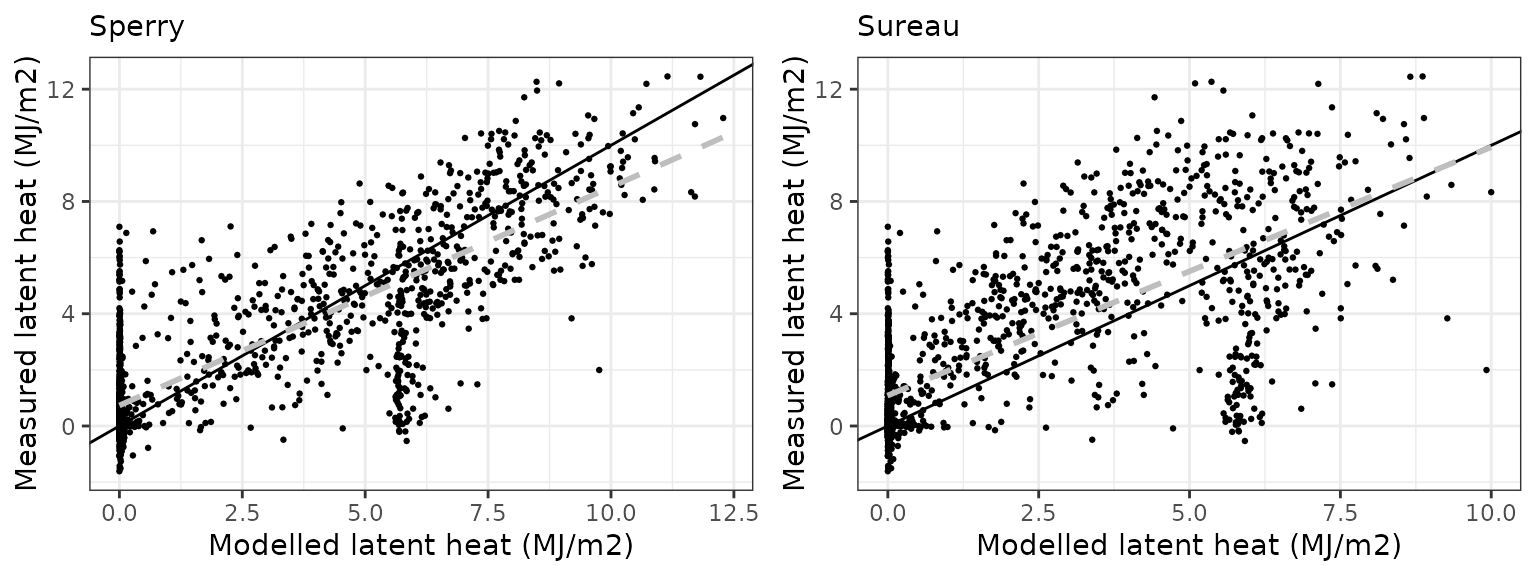 Sperry
Measured latent heat (MJ/m2)
12
8
4
0
0.0 2.5 5.0 7.5 10.0 12.5
Modelled latent heat (MJ/m2)
Sureau
Measured latent heat (MJ/m2)
12
8
4
0
0.0 2.5 5.0 7.5 10.0
Modelled latent heat (MJ/m2)